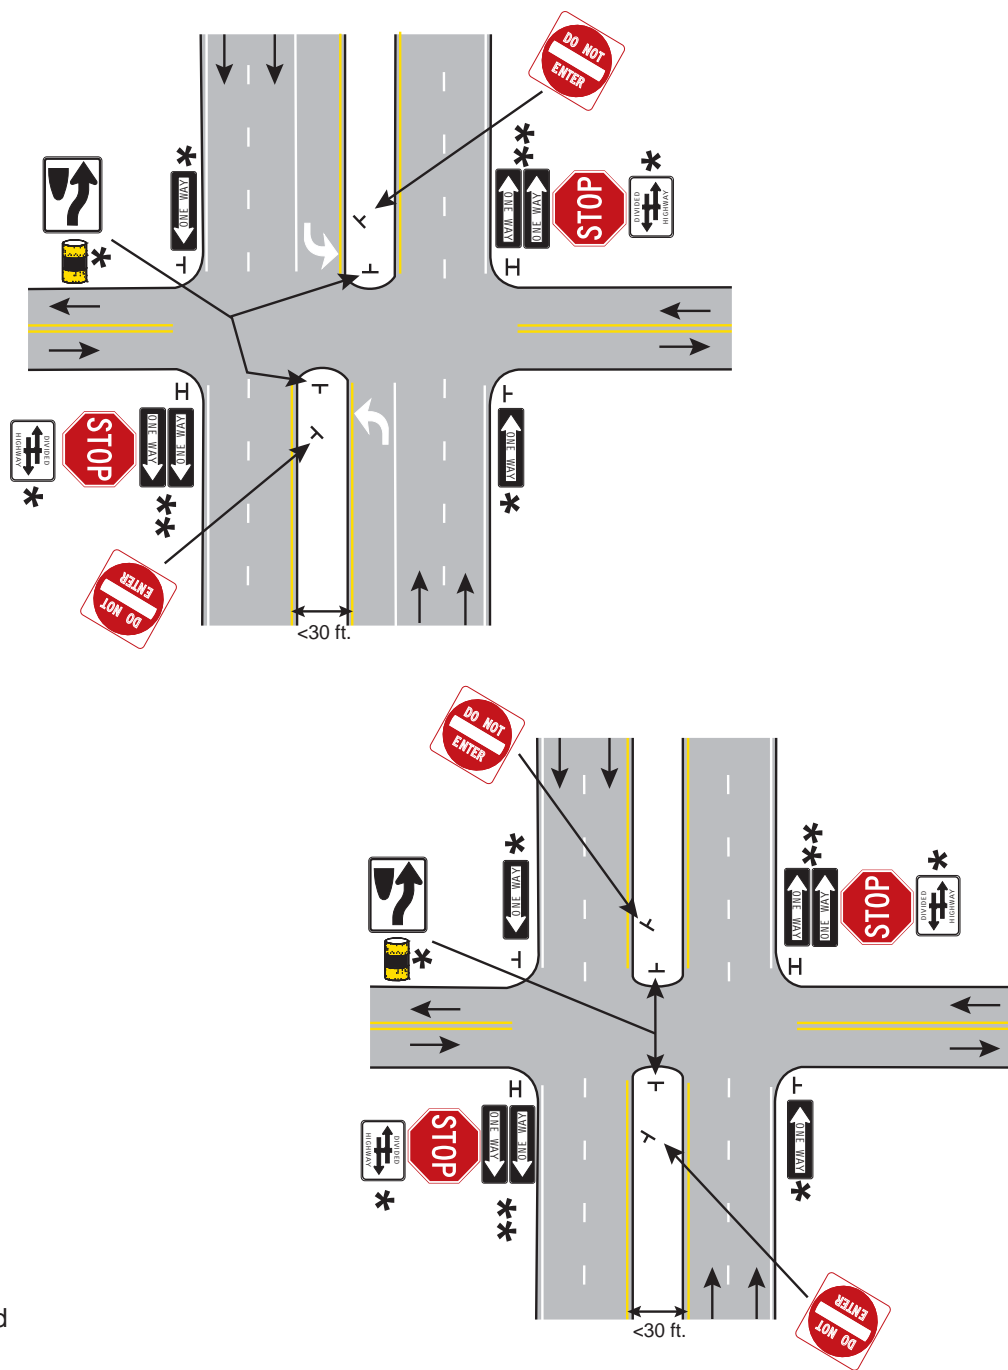 DO NOT
ENTER
*
**
*
ONE WAY
ONE WAY
ONE WAY
STOP
DIVIDED
HIGHWAY
*
DIVIDED
HIGHWAY
STOP
ONE WAY
ONE WAY
ONE WAY
*
**
*
DO NOT
ENTER
<30 ft.
DO NOT
ENTER
*
**
*
ONE WAY
ONE WAY
ONE WAY
STOP
DIVIDED
HIGHWAY
*
DIVIDED
HIGHWAY
STOP
ONE WAY
ONE WAY
ONE WAY
*
**
*
DO NOT
ENTER
<30 ft.
d